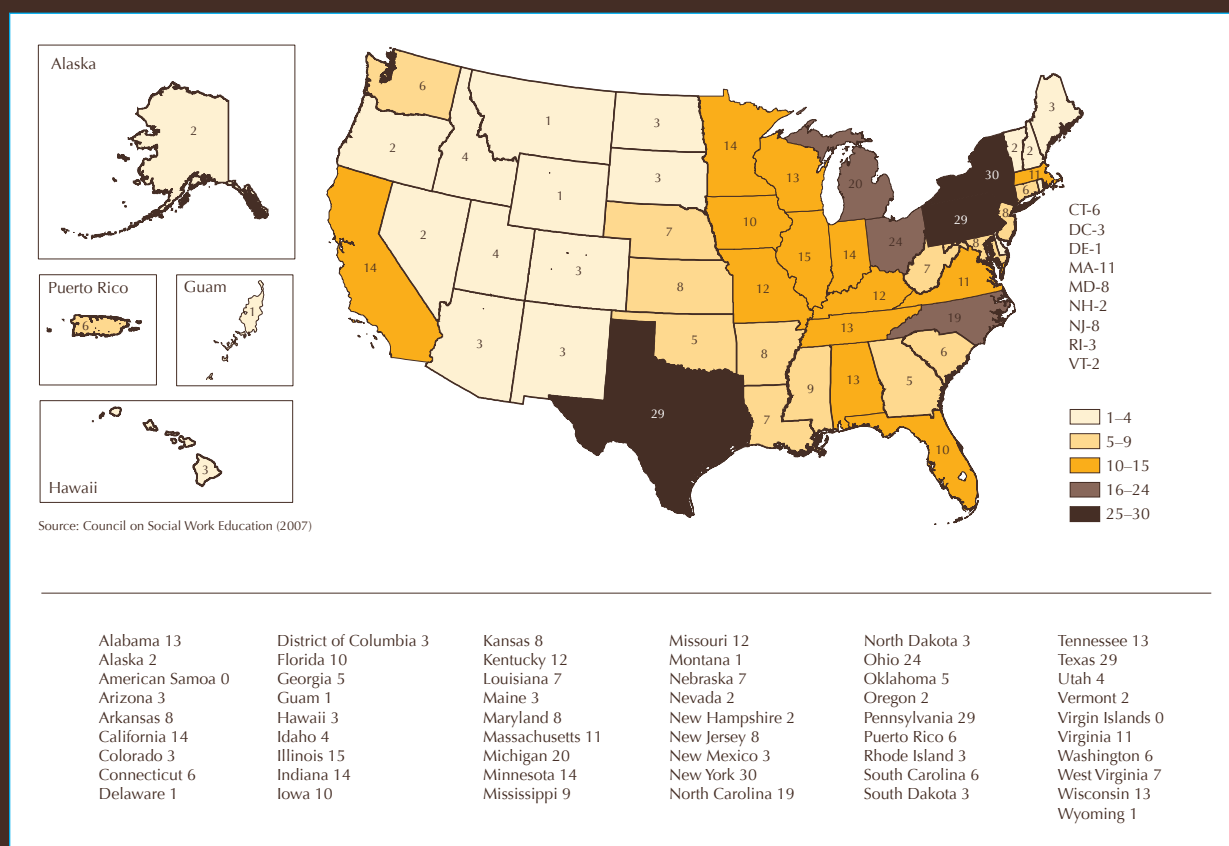 Alaska
2
Puerto Rico
6
Guam
1
Hawaii
3
Source: Council on Social Work Education (2007)
6
2
14
4
2
1
1
4
3
3
3
3
3
7
8
5
29
14
10
12
8
7
13
15
14
20
24
12
13
9
13
5
10
6
19
11
7
8
29
30
8
6
11
2
2
3
CT-6
DC-3
DE-1
MA-11
MD-8
NH-2
NJ-8
RI-3
VT-2
1–4
5–9
10–15
16–24
25–30
Alabama 13
Alaska 2
American Samoa 0
Arizona 3
Arkansas 8
California 14
Colorado 3
Connecticut 6
Delaware 1
District of Columbia 3
Florida 10
Georgia 5
Guam 1
Hawaii 3
Idaho 4
Illinois 15
Indiana 14
Iowa 10
Kansas 8
Kentucky 12
Louisiana 7
Maine 3
Maryland 8
Massachusetts 11
Michigan 20
Minnesota 14
Mississippi 9
Missouri 12
Montana 1
Nebraska 7
Nevada 2
New Hampshire 2
New Jersey 8
New Mexico 3
New York 30
North Carolina 19
North Dakota 3
Ohio 24
Oklahoma 5
Oregon 2
Pennsylvania 29
Puerto Rico 6
Rhode Island 3
South Carolina 6
South Dakota 3
Tennessee 13
Texas 29
Utah 4
Vermont 2
Virgin Islands 0
Virginia 11
Washington 6
West Virginia 7
Wisconsin 13
Wyoming 1